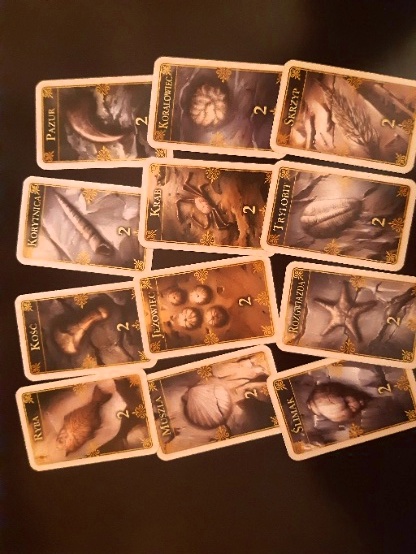 PAZUR
2
KORALOWIEC
2
SKRZYP
2
KORYTNICA
2
KRAB
2
TRYLOBIT
2
KOŚĆ
2
JEŻOWIEC
2
ROZGWIAZDA
2
RYBA
2
MUSZLA
2
ŚLIMAK
2